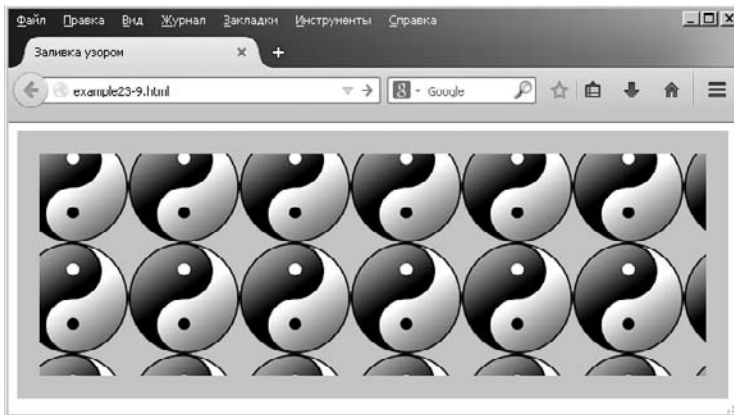 Файл Правка Вид Журнал Закладки Инструменты Справка
Заливка узором
example23-9.html
Google